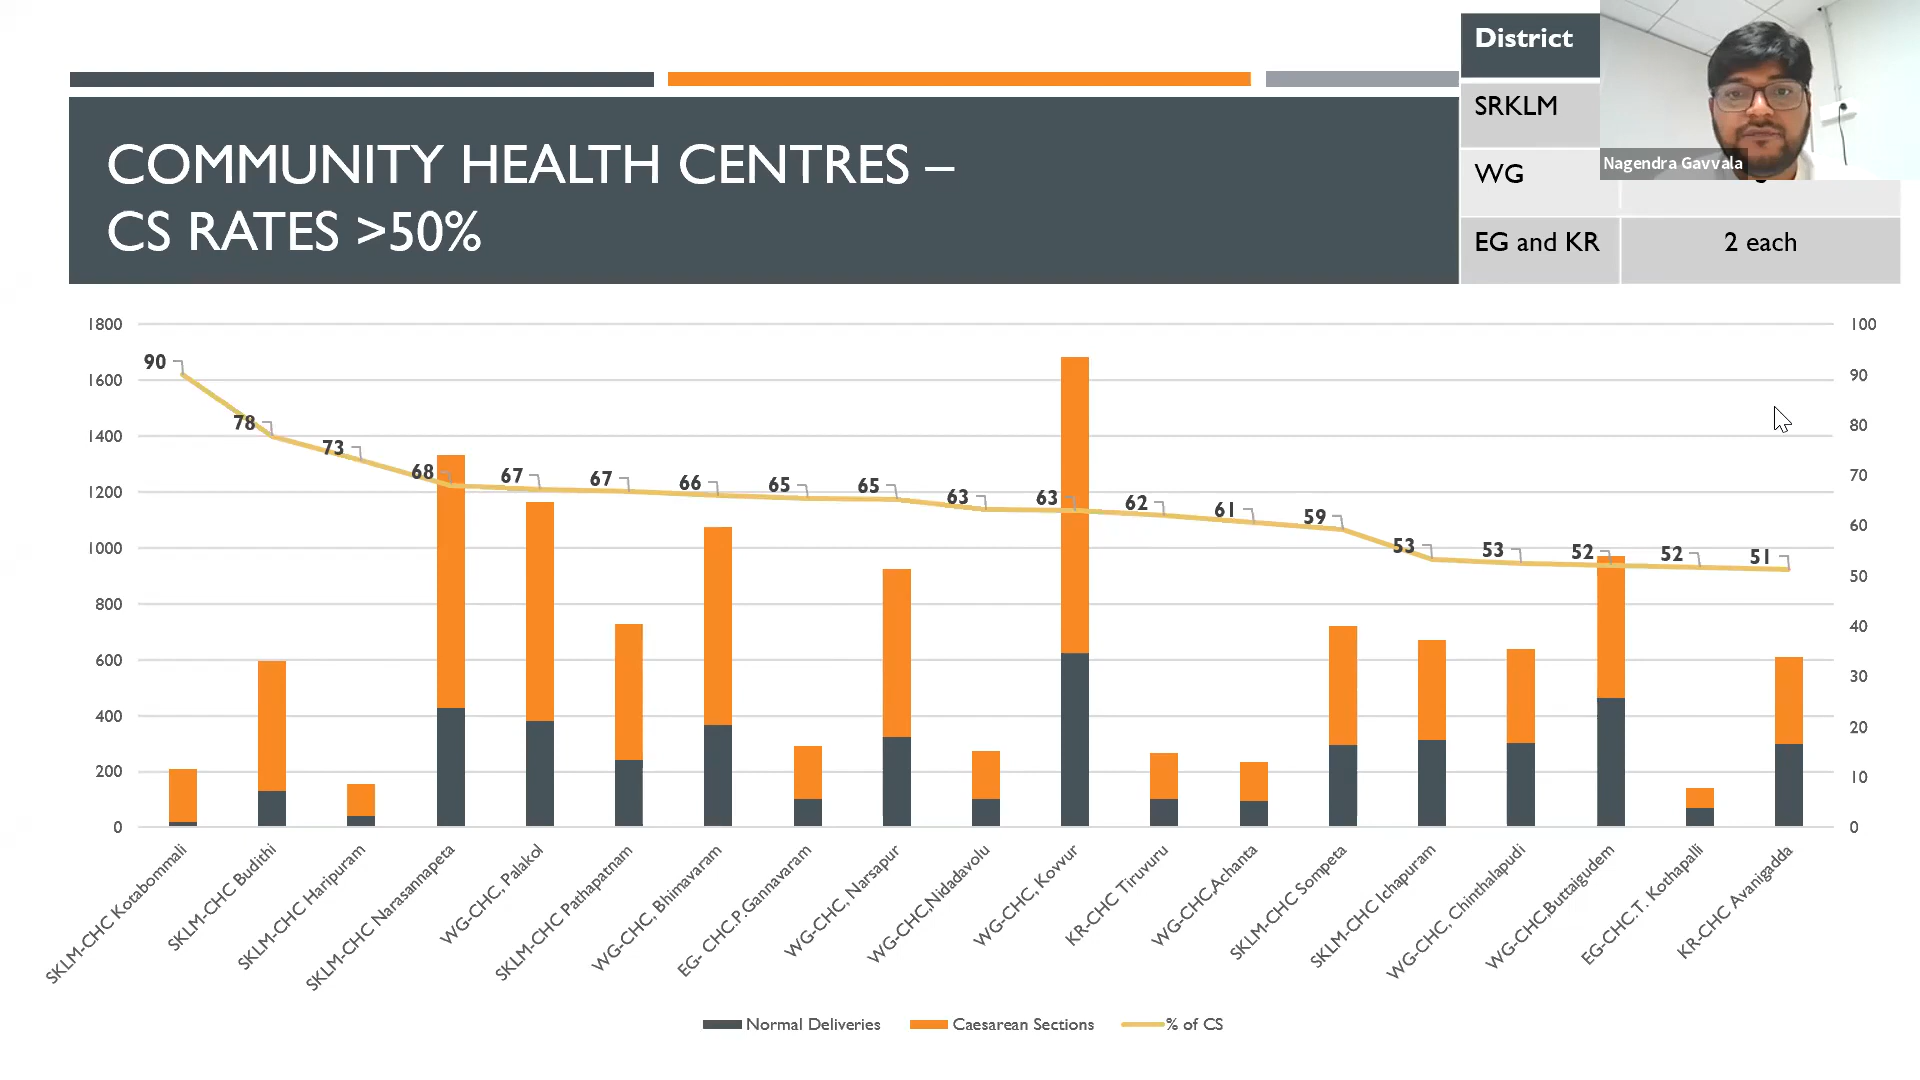 District
SRKLM
WG
EG and KR 2 each
Nagendra Gavvala
COMMUNITY HEALTH CENTRES –
CS RATES >50%
1800
1600
1400
1200
1000
800
600
400
200
0
100
90
80
70
60
50
40
30
20
10
0
90
78
73
68
67
67
66
65
65
63
63
62
61
59
53
53
52
52
51
SKLM-CHC Kotabommali
SKLM-CHC Budithi
SKLM-CHC Haripuram
SKLM-CHC Narasannapeta
WG-CHC, Palakol
SKLM-CHC Pathapatnam
WG-CHC, Bhimavaram
EG- CHC.P.Gannavaram
WG-CHC, Narsapur
WG-CHC,Nidadavolu
WG-CHC, Kovvur
KR-CHC Tiruvuru
WG-CHC,Achanta
SKLM-CHC Sompeta
SKLM-CHC Ichapuram
WG-CHC, Chinthalapudi
WG-CHC,Buttaigudem
EG-CHC.T. Kothapalli
KR-CHC Avanigadda
Normal Deliveries
Caesarean Sections
% of CS